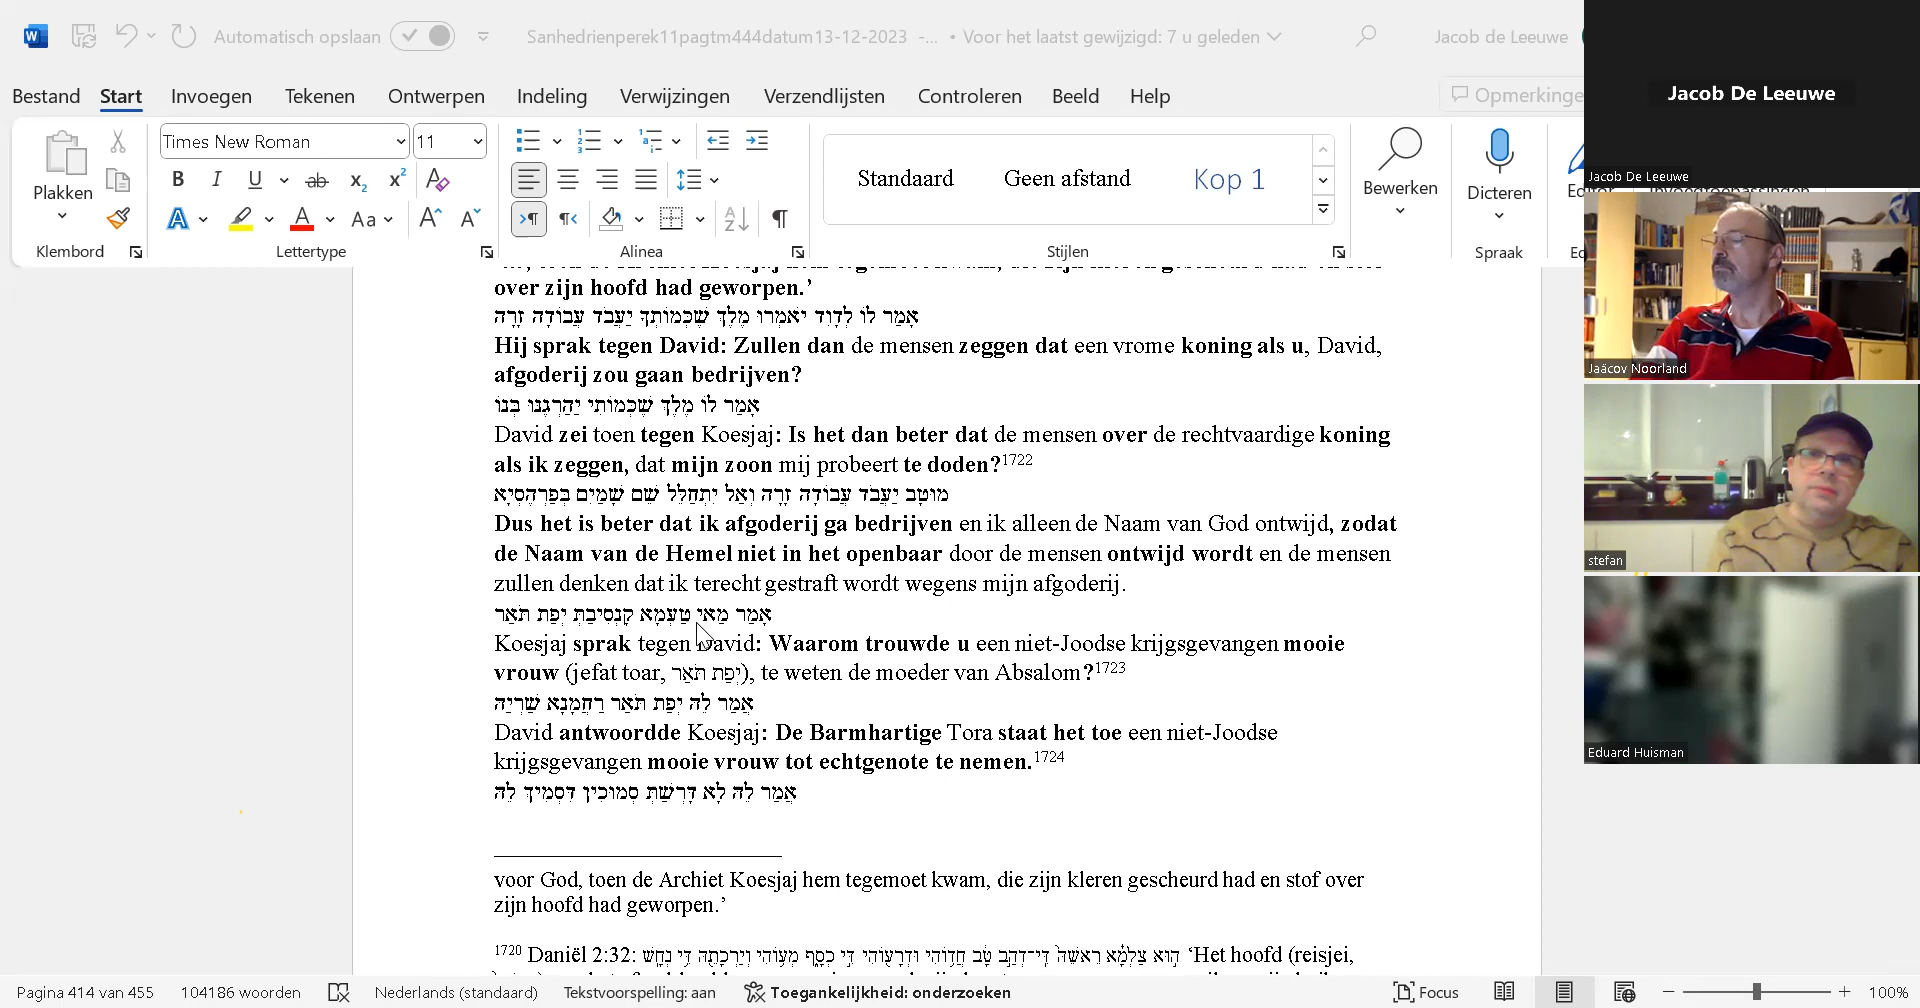 Automatisch opslaan
Sanhedrienperek11pagtm444datum13-12-2023 -... • Voor het laatst gewijzigd: 7 u geleden
Jacob de Leeuwe
Bestand Start Invoegen Tekenen Ontwerpen Indeling Verwijzingen Verzendlijsten Controleren Beeld Help
Opmerkinge
Times New Roman 11
Plakken
Standaard Geen afstand Kop 1
Bewerken
Dicteren
Klembord Lettertype Alinea Stijlen Spraak
over zijn hoofd had geworpen.’
אָמַר לוֹ לְדָוִד יֹאמְרוּ מֶלֶךְ שֶׁכְּמוֹתְךָ יַעֲבֹד עֲבוֹדָה זָרָה
Hij sprak tegen David: Zullen dan de mensen zeggen dat een vrome koning als u, David,
afgoderij zou gaan bedrijven?
אָמַר לוֹ מֶלֶךְ שֶׁכְּמוֹתִי יַהַרְגֶנּוּ בְּנוֹ
David zei toen tegen Koesjaj: Is het dan beter dat de mensen over de rechtvaardige koning
als ik zeggen, dat mijn zoon mij probeert te doden?1722
מוּטָב יַעֲבֹד עֲבוֹדָה זָרָה וְאַל יִתְחַלֵּל שֵׁם שָׁמַיִם בְּפַרְהֶסְיָא
Dus het is beter dat ik afgoderij ga bedrijven en ik alleen de Naam van God ontwijd, zodat
de Naam van de Hemel niet in het openbaar door de mensen ontwijd wordt en de mensen
zullen denken dat ik terecht gestraft wordt wegens mijn afgoderij.
אָמַר מַאי טַעְמָא קָנְסִיבַתְּ יְפַת תֹּאַר
Koesjaj sprak tegen David: Waarom trouwde u een niet-Joodse krijgsgevangen mooie
vrouw (jefat toar, יְפַת תֹּאַר), te weten de moeder van Absalom?1723
אֲמַר לֵהּ יְפַת תֹּאַר רַחֲמָנָא שַׁרְיַהּ
David antwoordde Koesjaj: De Barmhartige Tora staat het toe een niet-Joodse
krijgsgevangen mooie vrouw tot echtgenote te nemen.1724
אֲמַר לֵהּ לָא דָּרְשַׁתְּ סְמוּכִין דִּסְמִיךְ לֵהּ
voor God, toen de Archiet Koesjaj hem tegemoet kwam, die zijn kleren gescheurd had en stof over
zijn hoofd had geworpen.’
1720 Daniël 2:32: הוּא צַלְמָא רֵאשֵׁהּ דִּי־דְהַב טָב חֲדוֹהִי וּדְרָעוֹהִי דִּי כְסַף מְעוֹהִי וְיַרְכָתֵהּ דִּי נְחָשׁ ‘Het hoofd (reisjei,
Pagina 414 van 455 104186 woorden Nederlands (standaard) Tekstvoorspelling: aan Toegankelijkheid: onderzoeken Focus 100%
Jacob De Leeuwe
Jacob De Leeuwe
Jaäcov Noorland
stefan
Eduard Huisman